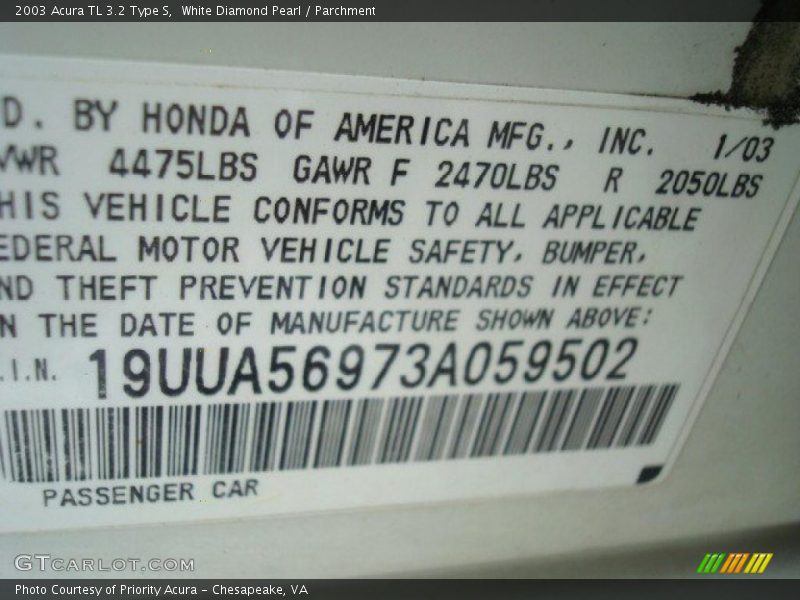 2003 Acura TL 3.2 Type S,  White Diamond Pearl / Parchment
D. BY HONDA OF AMERICA MFG., INC. 1/03
VWR 4475LBS GAWR F 2470LBS R 2050LBS
HIS VEHICLE CONFORMS TO ALL APPLICABLE
EDERAL MOTOR VEHICLE SAFETY, BUMPER,
ND THEFT PREVENTION STANDARDS IN EFFECT
N THE DATE OF MANUFACTURE SHOWN ABOVE:
.I.N. 19UUA56973A059502
PASSENGER CAR
GTCARLOT.COM
Photo Courtesy of Priority Acura - Chesapeake, VA